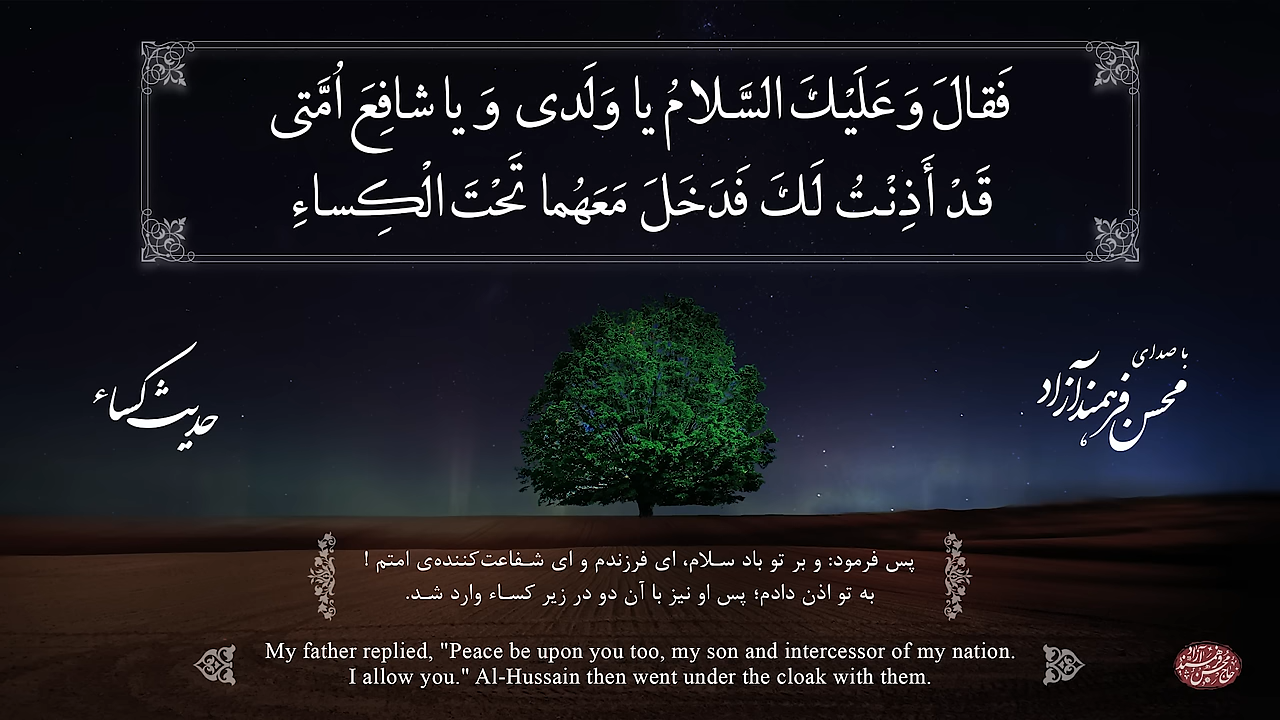 فَقالَ وَ عَلَيْكَ السَّلامُ يا وَلَدى وَ يا شافِعَ اُمَّتى
قَدْ أَذِنْتُ لَكَ فَدَخَلَ مَعَهُما تَحْتَ الْكِساءِ
با صدای
محسن فرهمند آزاد
حدیث کساء
پس فرمود: و بر تو باد سلام، ای فرزندم و ای شفاعت‌کننده‌ی امتم !
به تو اذن دادم؛ پس او نیز با آن دو در زیر کساء وارد شد.
My father replied, "Peace be upon you too, my son and intercessor of my nation.
I allow you." Al-Hussain then went under the cloak with them.